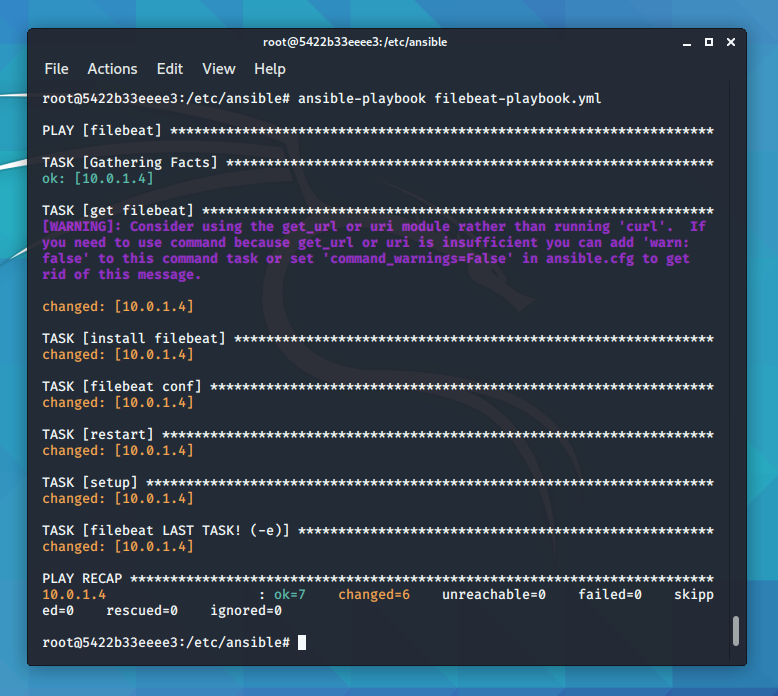 root@5422b33eeee3:/etc/ansible
File Actions Edit View Help
root@5422b33eeee3:/etc/ansible# ansible-playbook filebeat-playbook.yml
PLAY [filebeat] *********************************************************************
TASK [Gathering Facts] **************************************************************
ok: [10.0.1.4]
TASK [get filebeat] *****************************************************************
[WARNING]: Consider using the get_url or uri module rather than running 'curl'.  If
you need to use command because get_url or uri is insufficient you can add 'warn:
false' to this command task or set 'command_warnings=False' in ansible.cfg to get
rid of this message.
changed: [10.0.1.4]
TASK [install filebeat] *************************************************************
changed: [10.0.1.4]
TASK [filebeat conf] ****************************************************************
changed: [10.0.1.4]
TASK [restart] **********************************************************************
changed: [10.0.1.4]
TASK [setup] ************************************************************************
changed: [10.0.1.4]
TASK [filebeat LAST TASK! (-e)] *****************************************************
changed: [10.0.1.4]
PLAY RECAP **************************************************************************
10.0.1.4                   : ok=7    changed=6    unreachable=0    failed=0    skipp
ed=0    rescued=0    ignored=0
root@5422b33eeee3:/etc/ansible#